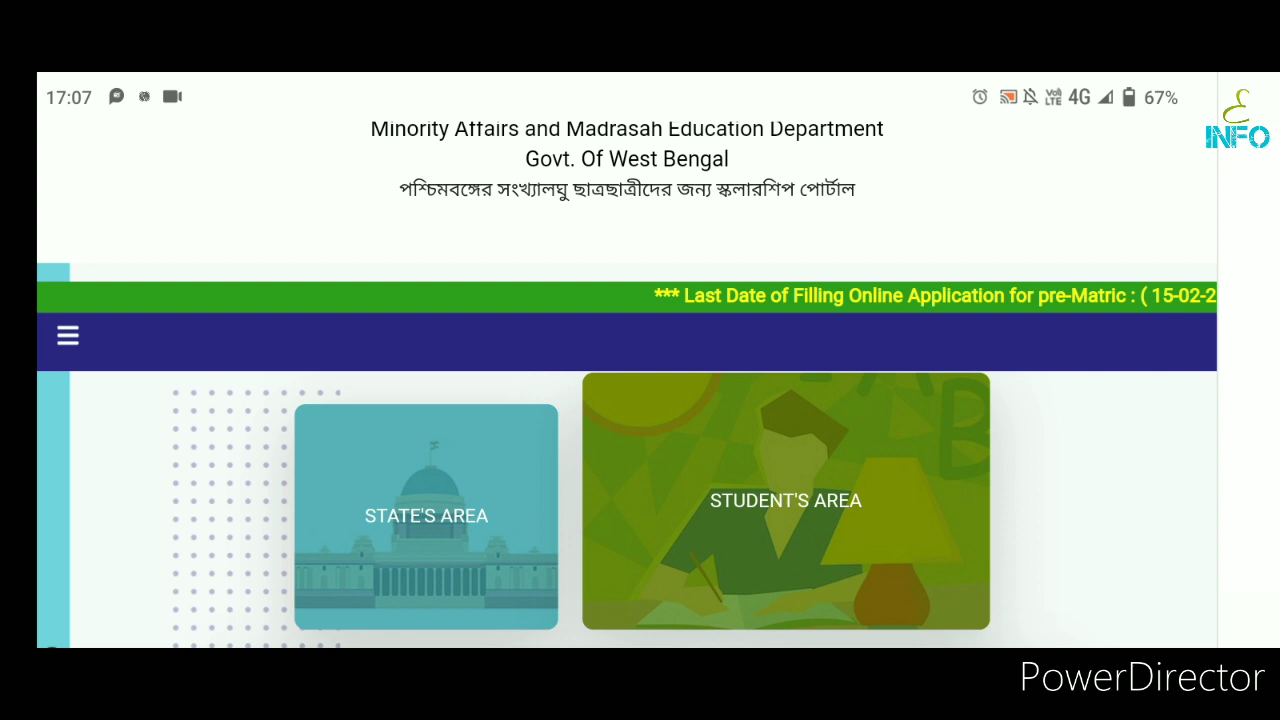 17:07
VoLTE 4G 67%
INFO
Minority Affairs and Madrasah Education Department
Govt. Of West Bengal
পশ্চিমবঙ্গের সংখ্যালঘু ছাত্রছাত্রীদের জন্য স্কলারশিপ পোর্টাল
*** Last Date of Filling Online Application for pre-Matric : ( 15-02-2
STATE'S AREA
STUDENT'S AREA
PowerDirector